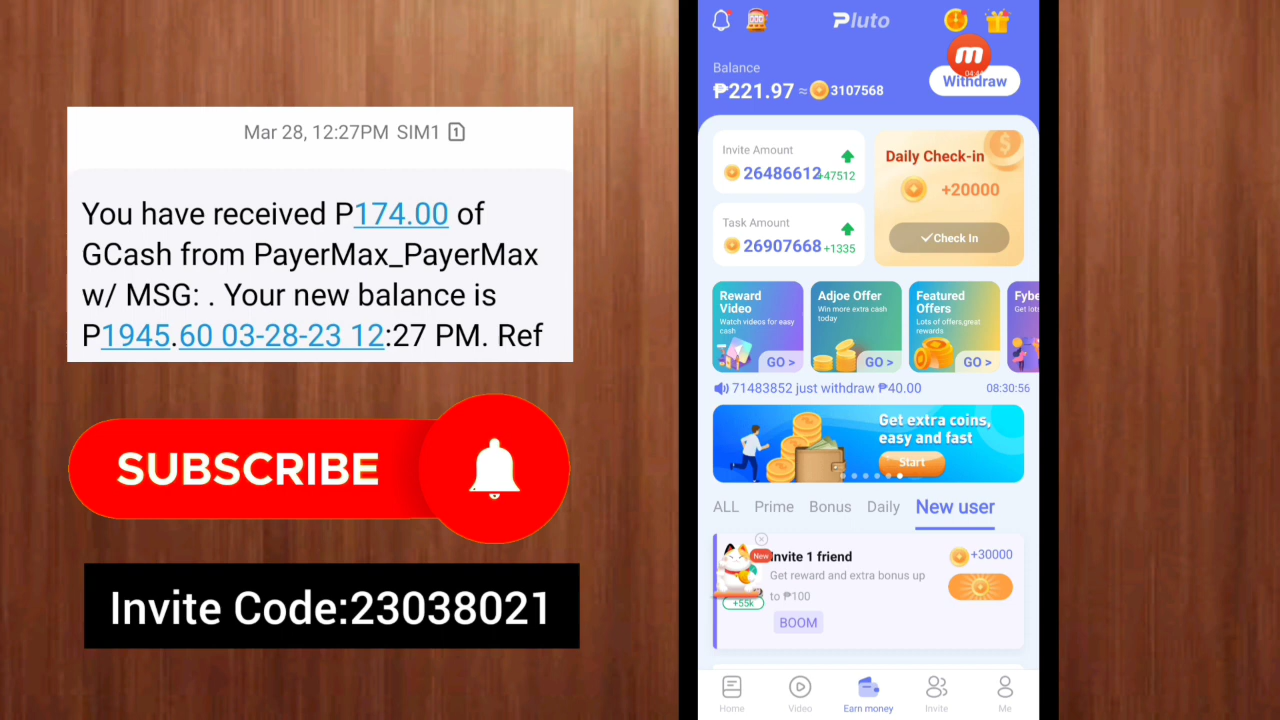 Mar 28, 12:27PM SIM1 1
You have received P174.00 of
GCash from PayerMax_PayerMax
w/ MSG: . Your new balance is
P1945.60 03-28-23 12:27 PM. Ref
SUBSCRIBE
Invite Code:23038021
Pluto
Balance
₱221.97 ≈ 3107568
Withdraw
Invite Amount
26486612 +47512
Task Amount
26907668 +1335
Daily Check-in
+20000
Check In
Reward
Video
Watch videos for easy
cash
GO >
Adjoe Offer
Win more extra cash
today
GO >
Featured
Offers
Lots of offers,great
rewards
GO >
Fybe
Get lot
71483852 just withdraw ₱40.00 08:30:56
Get extra coins,
easy and fast
Start
ALL Prime Bonus Daily New user
New
Invite 1 friend
+30000
Get reward and extra bonus up
to ₱100
+55k
BOOM
Home Video Earn money Invite Me